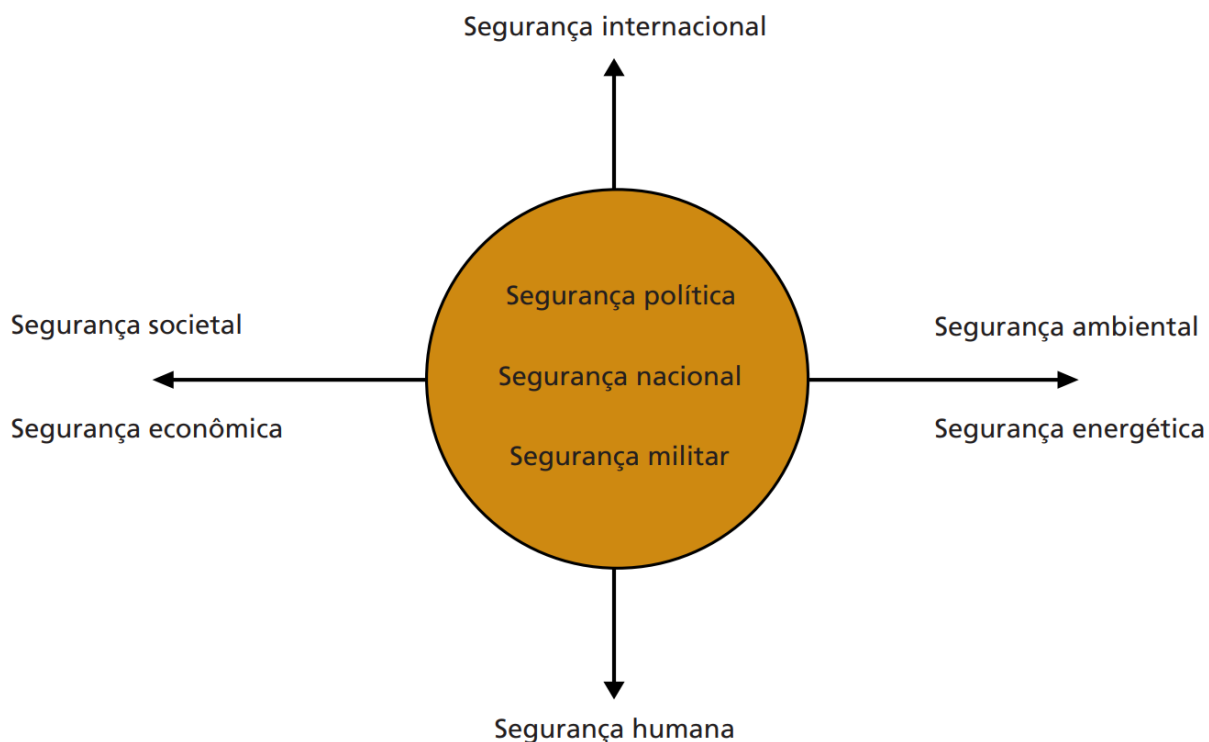 Segurança internacional
Segurança política
Segurança societal
Segurança ambiental
Segurança nacional
Segurança econômica
Segurança energética
Segurança militar
Segurança humana